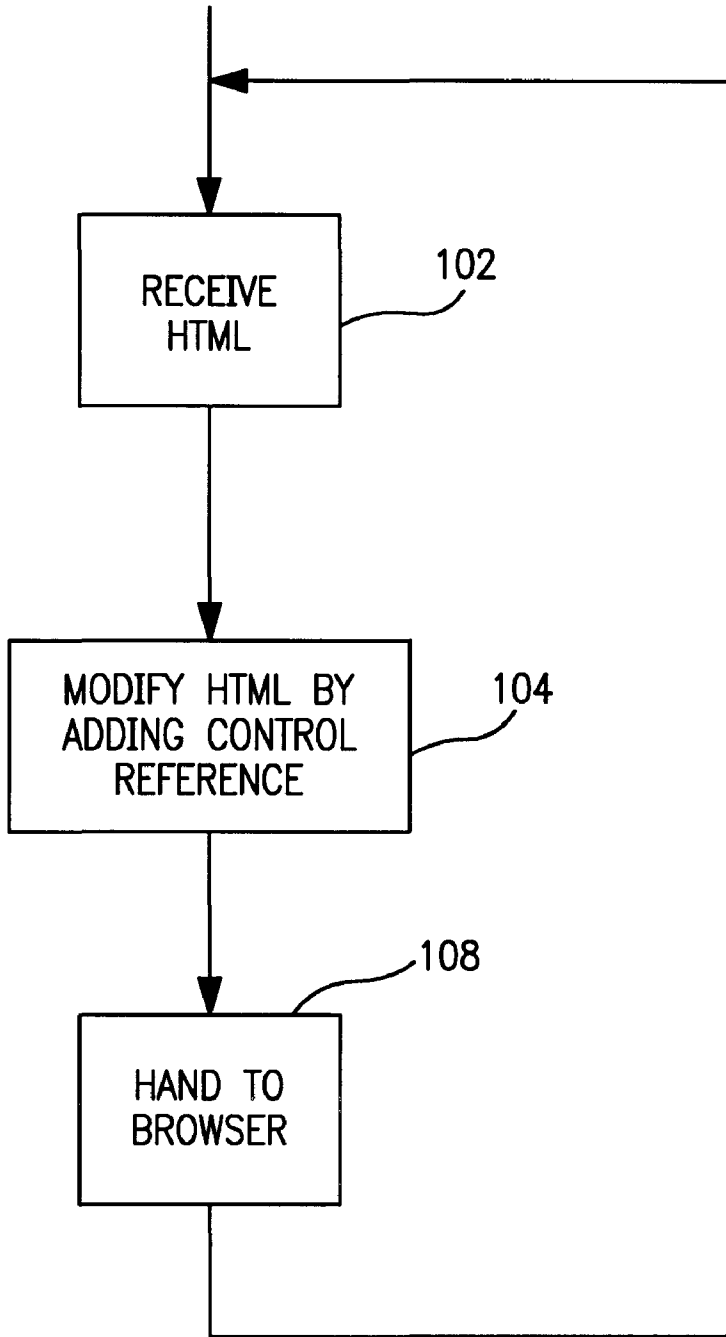 RECEIVE
HTML
102
MODIFY HTML BY
ADDING CONTROL
REFERENCE
104
108
HAND TO
BROWSER